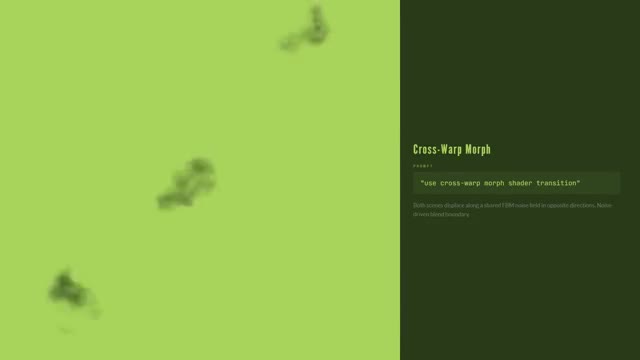 Cross-Warp Morph
PROMPT
"use cross-warp morph shader transition"
Both scenes displace along a shared FBM noise field in opposite directions. Noise-
driven blend boundary.